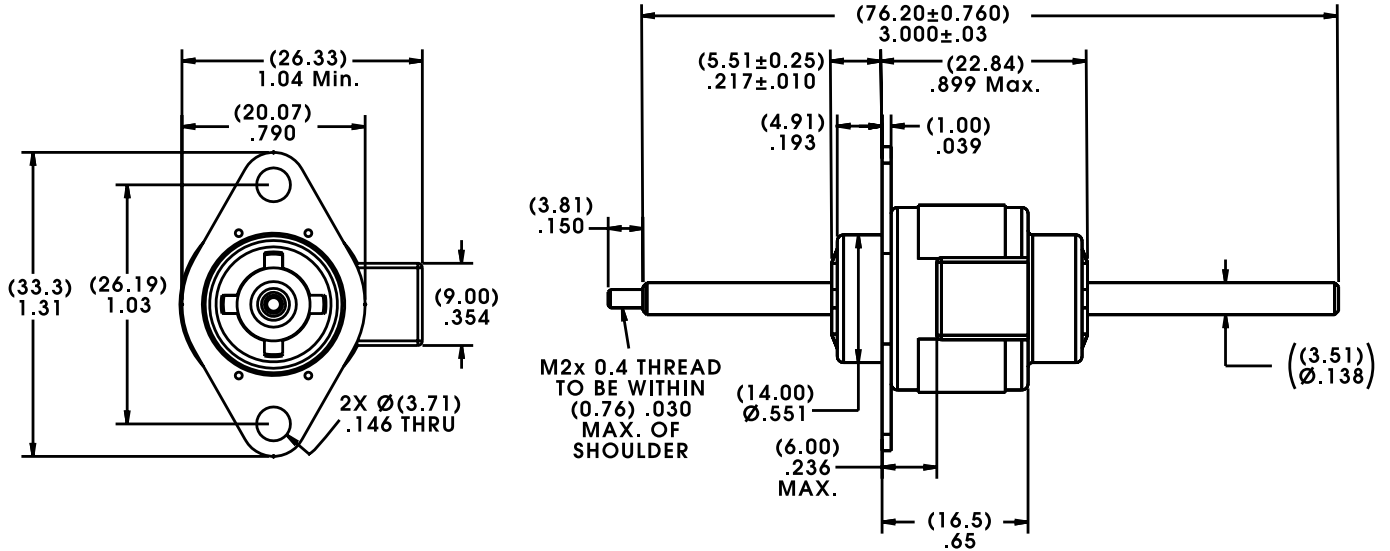 (26.33)
1.04 Min.
(20.07)
.790
(33.3)
1.31
(26.19)
1.03
(9.00)
.354
2X Ø(3.71)
.146 THRU
(76.20±0.760)
3.000±.03
(5.51±0.25)
.217±.010
(22.84)
.899 Max.
(4.91)
.193
(1.00)
.039
(3.81)
.150
M2x 0.4 THREAD
TO BE WITHIN
(0.76) .030
MAX. OF
SHOULDER
(14.00)
Ø.551
(6.00)
.236
MAX.
(16.5)
.65
((3.51)
Ø.138)